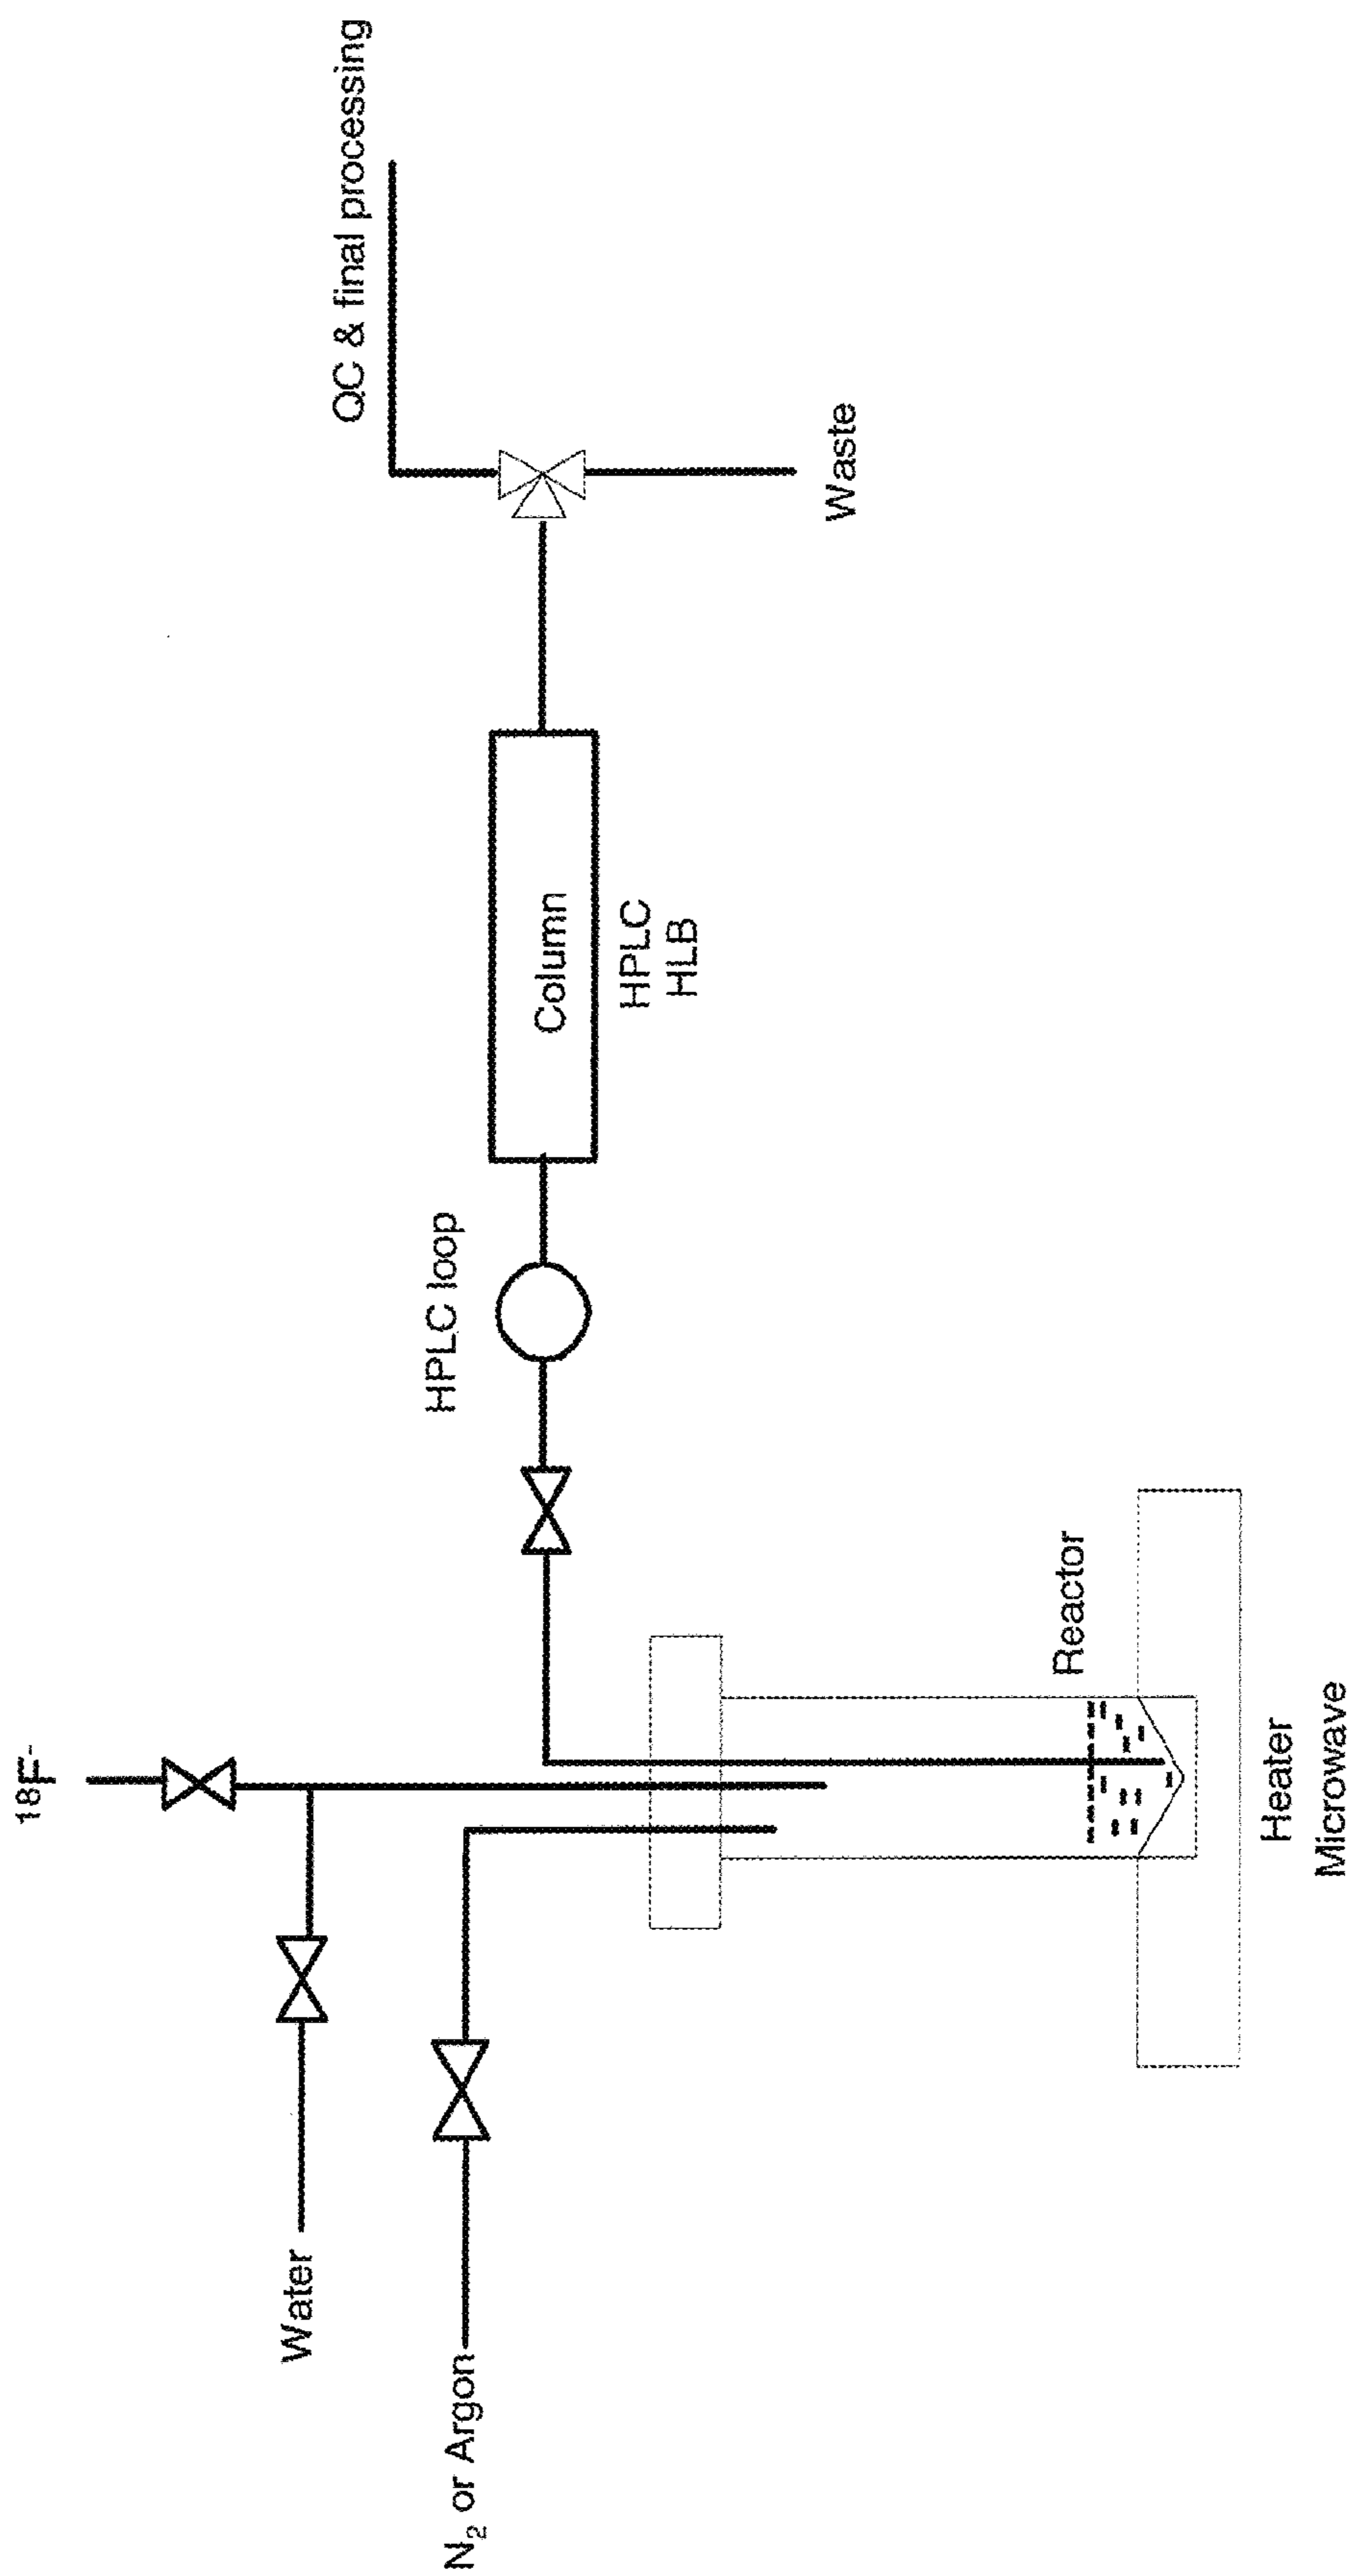 18F-
Water
N2 or Argon
HPLC loop
Column
HPLC
HLB
QC & final processing
Waste
Reactor
Heater
Microwave